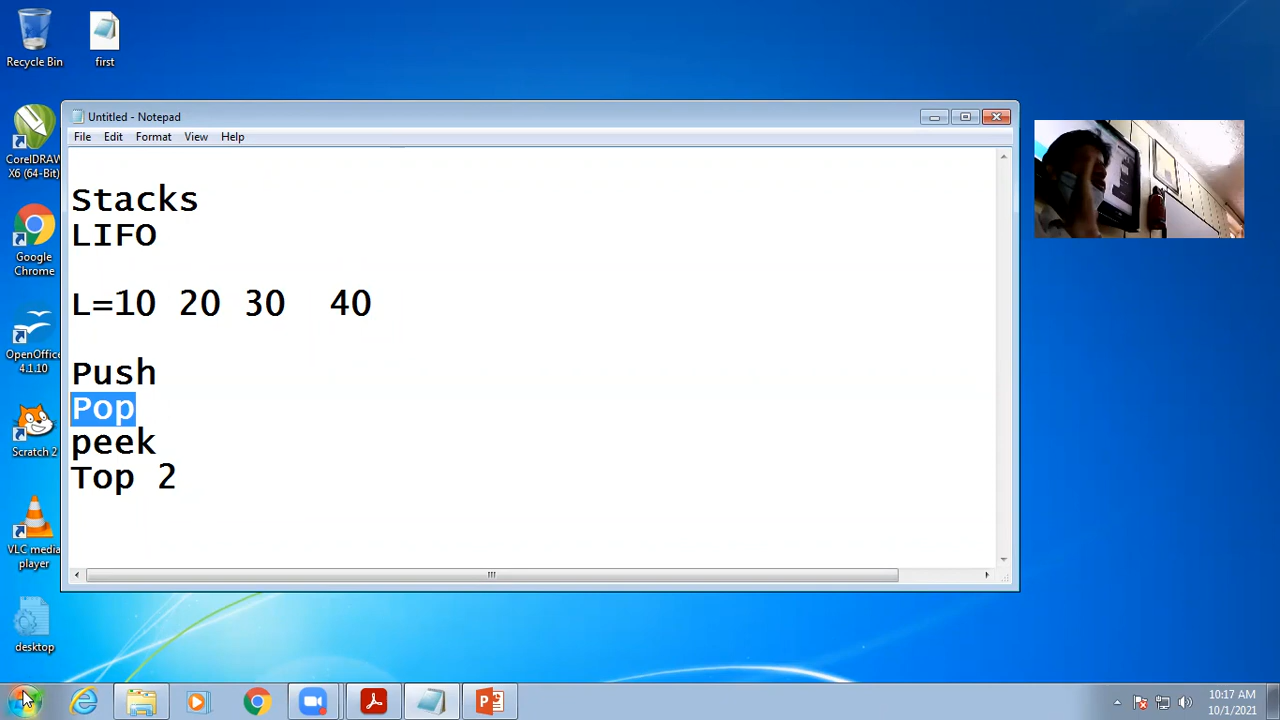 Recycle Bin
first
CorelDRAW X6 (64-Bit)
Google Chrome
OpenOffice 4.1.10
Scratch 2
VLC media player
desktop
Untitled - Notepad
File Edit Format View Help
Stacks
LIFO
L=10 20 30 40
Push
Pop
peek
Top 2
10:17 AM
10/1/2021